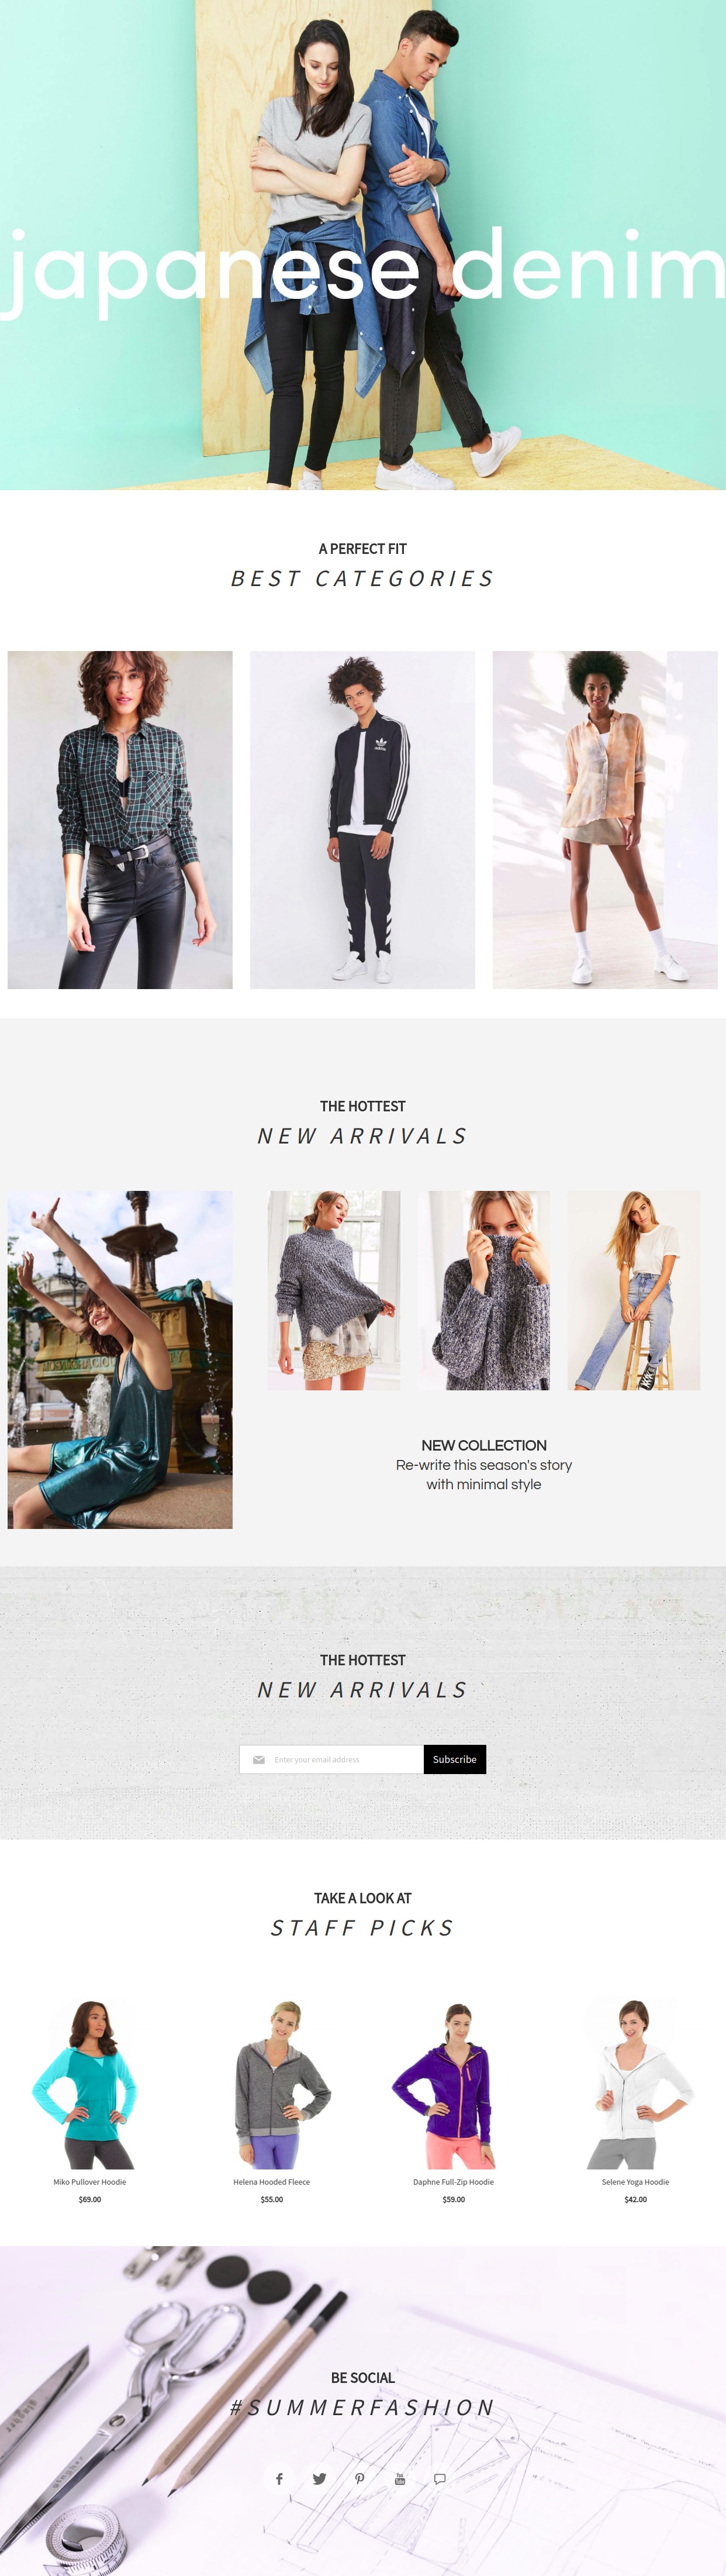 japanese denim
adidas
A PERFECT FIT
BEST CATEGORIES
THE HOTTEST
NEW ARRIVALS
NEW COLLECTION
Re-write this season's story
with minimal style
THE HOTTEST
NEW ARRIVALS
Enter your email address
Subscribe
TAKE A LOOK AT
STAFF PICKS
Miko Pullover Hoodie
$69.00
Helena Hooded Fleece
$55.00
Daphne Full-Zip Hoodie
$59.00
Selene Yoga Hoodie
$42.00
BE SOCIAL
#SUMMERFASHION
You
Tube